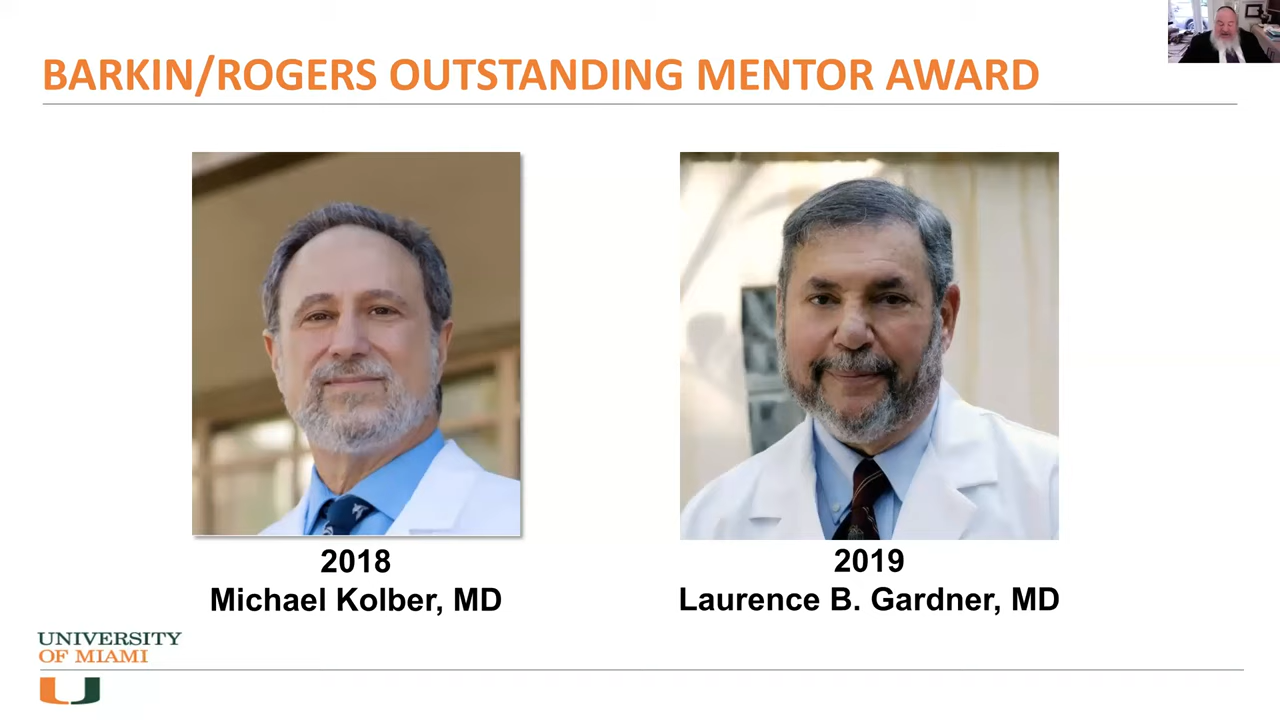 BARKIN/ROGERS OUTSTANDING MENTOR AWARD
2018
Michael Kolber, MD
2019
Laurence B. Gardner, MD
UNIVERSITY
OF MIAMI